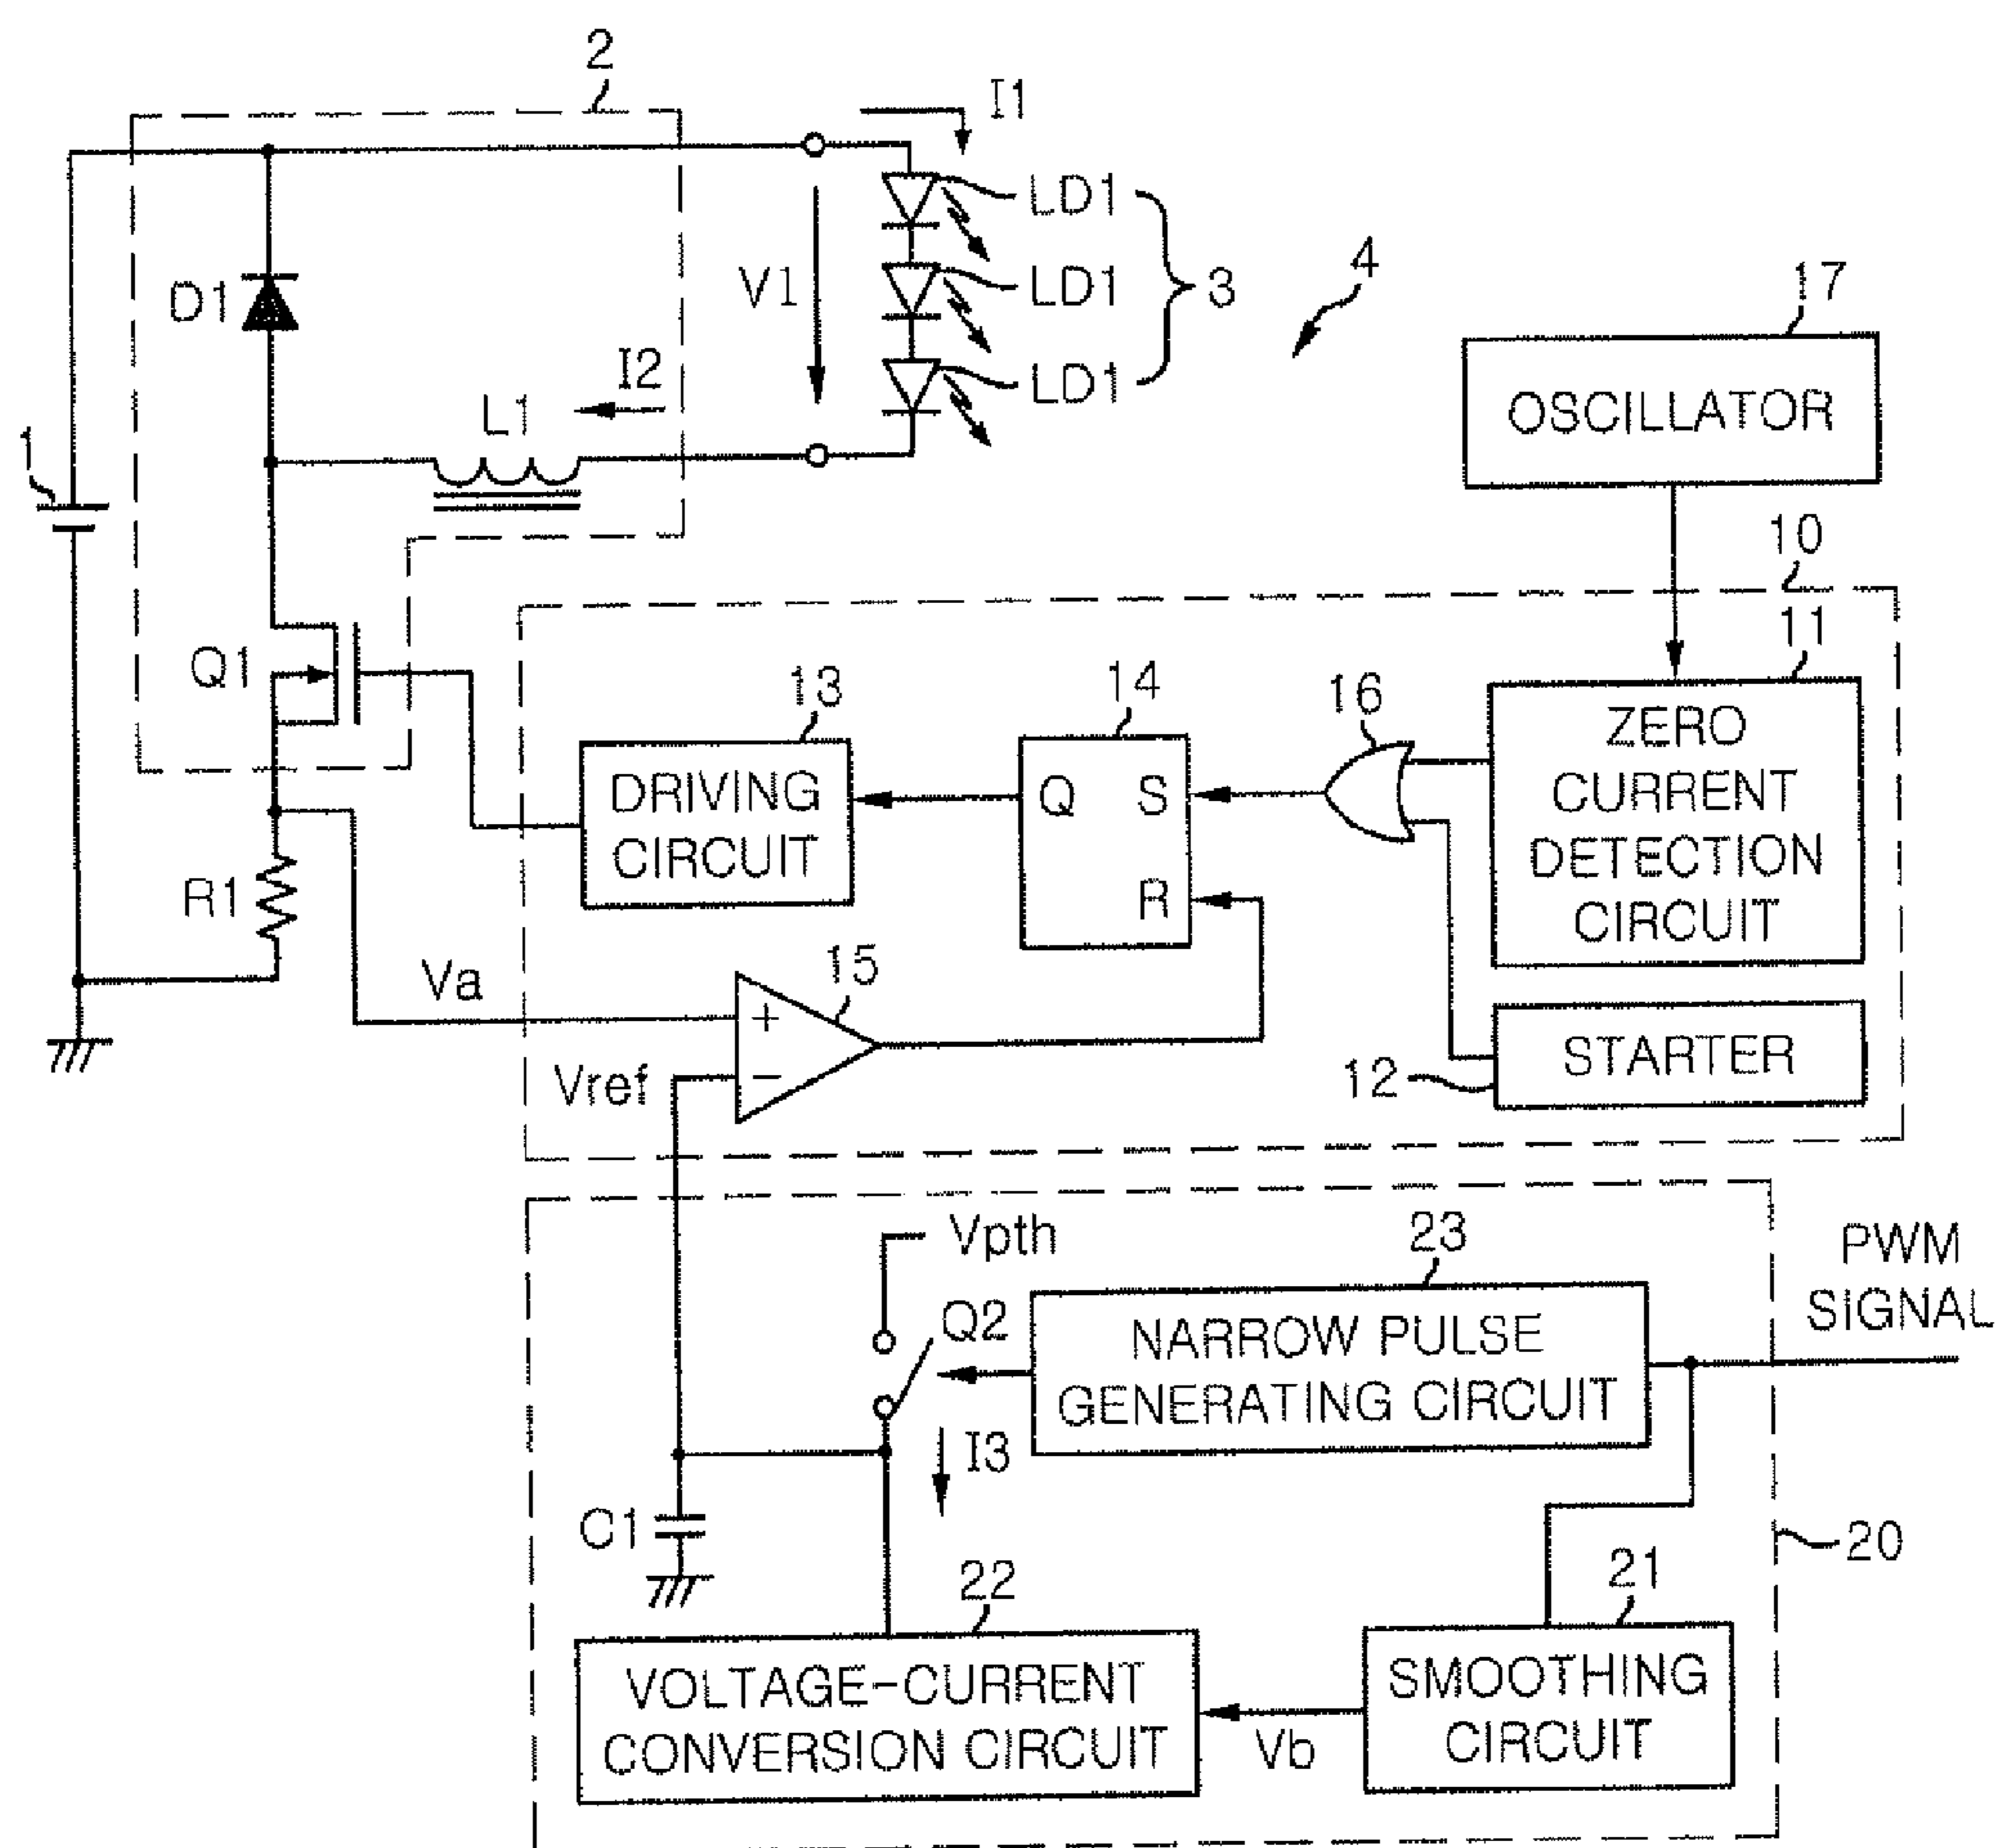 2
I1
LD1
LD1
LD1
3
4
17
V1
D1
I2
L1
1
OSCILLATOR
10
11
Q1
13
14
16
ZERO
CURRENT
DETECTION
CIRCUIT
DRIVING
CIRCUIT
Q
S
R
R1
Va
15
+
−
Vref
STARTER
12
Vpth
23
PWM
SIGNAL
Q2
NARROW PULSE
GENERATING CIRCUIT
I3
C1
20
22
21
VOLTAGE-CURRENT
CONVERSION CIRCUIT
SMOOTHING
CIRCUIT
Vb